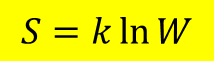 S = k ln W